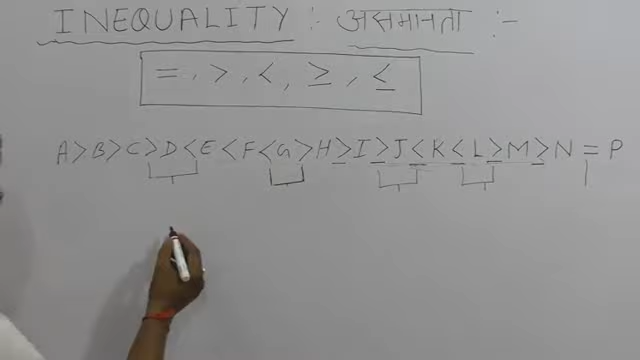 INEQUALITY : असमानता :-
= , > , < , ≥ , ≤
A > B > C > D < E < F < G > H ≥ I ≥ J ≤ K ≤ L ≥ M ≥ N = P